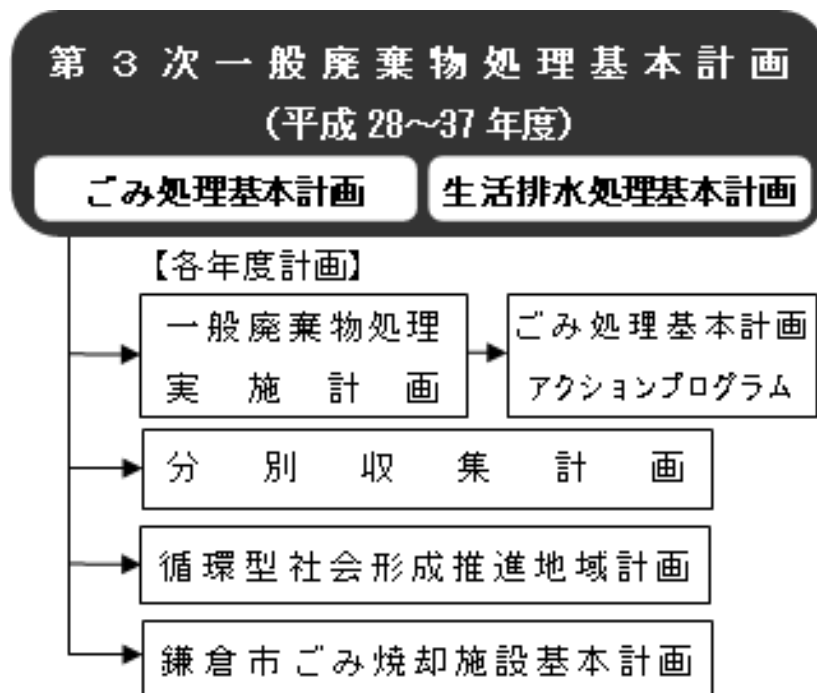 第3次一般廃棄物処理基本計画
(平成28～37年度)
ごみ処理基本計画
生活排水処理基本計画
【各年度計画】
一般廃棄物処理
実施計画
ごみ処理基本計画
アクションプログラム
分別収集計画
循環型社会形成推進地域計画
鎌倉市ごみ焼却施設基本計画